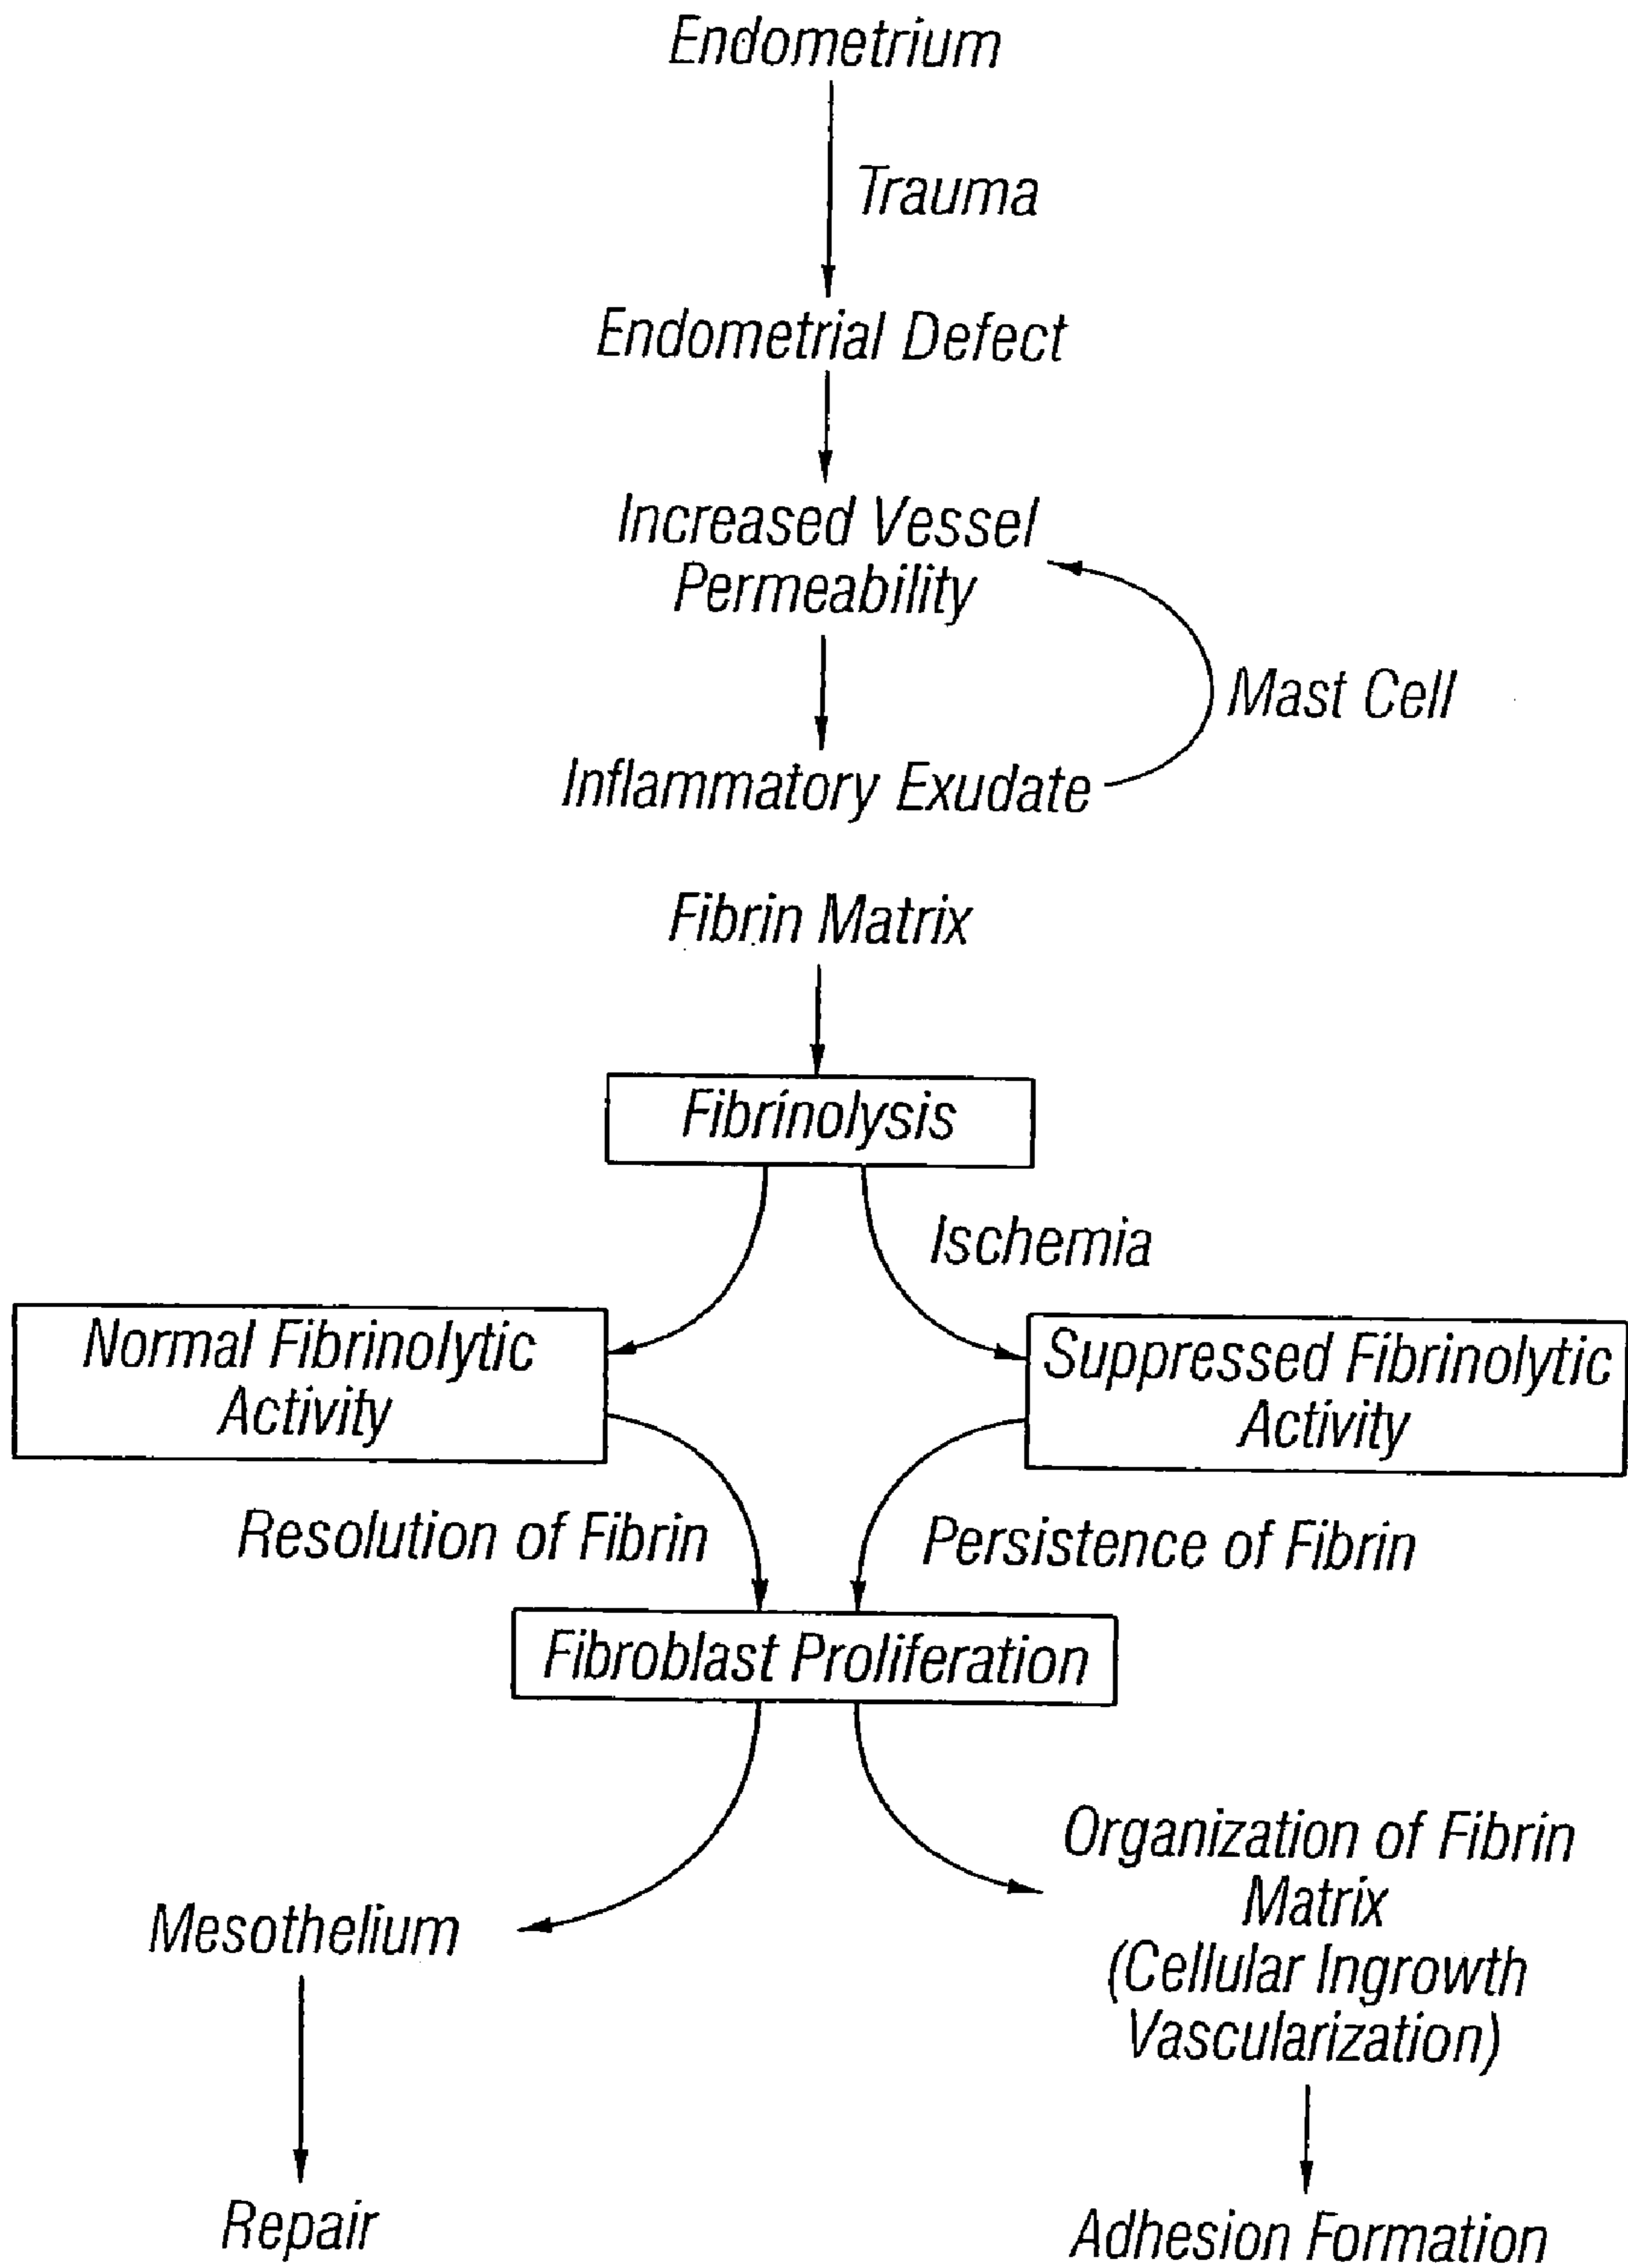 Endometrium
Trauma
Endometrial Defect
Increased Vessel
Permeability
Mast Cell
Inflammatory Exudate
Fibrin Matrix
Fibrinolysis
Ischemia
Normal Fibrinolytic
Activity
Suppressed Fibrinolytic
Activity
Resolution of Fibrin
Persistence of Fibrin
Fibroblast Proliferation
Organization of Fibrin
Matrix
(Cellular Ingrowth
Vascularization)
Mesothelium
Repair
Adhesion Formation